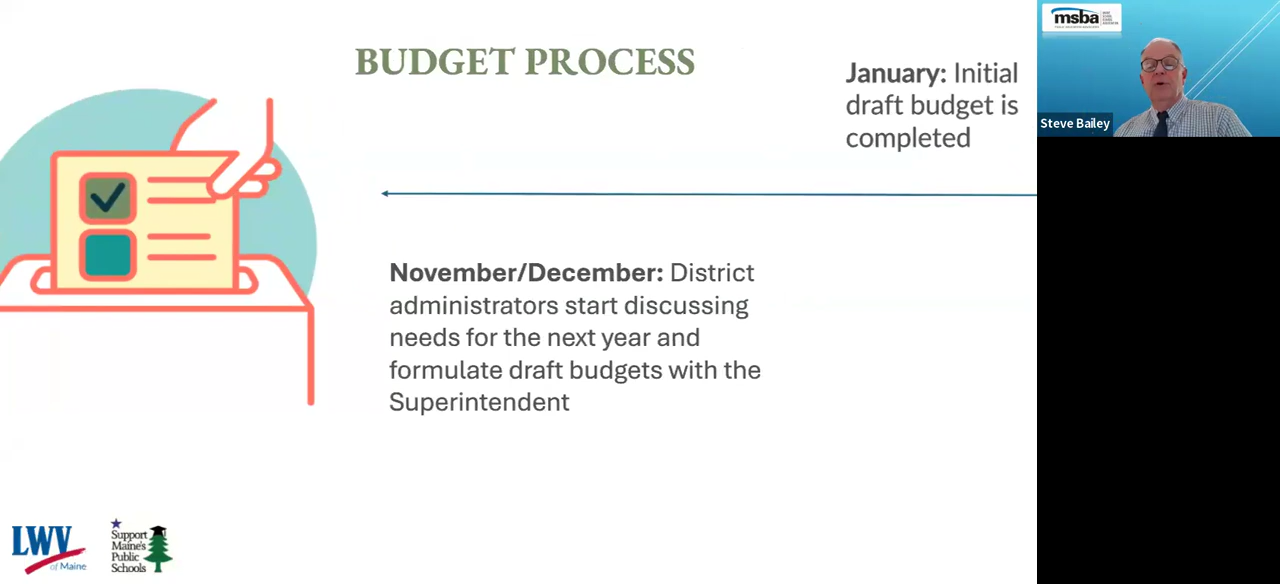 BUDGET PROCESS
January: Initial
draft budget is
completed
November/December: District
administrators start discussing
needs for the next year and
formulate draft budgets with the
Superintendent
LWV
of Maine
Support
Maine's
Public
Schools
msba
Steve Bailey